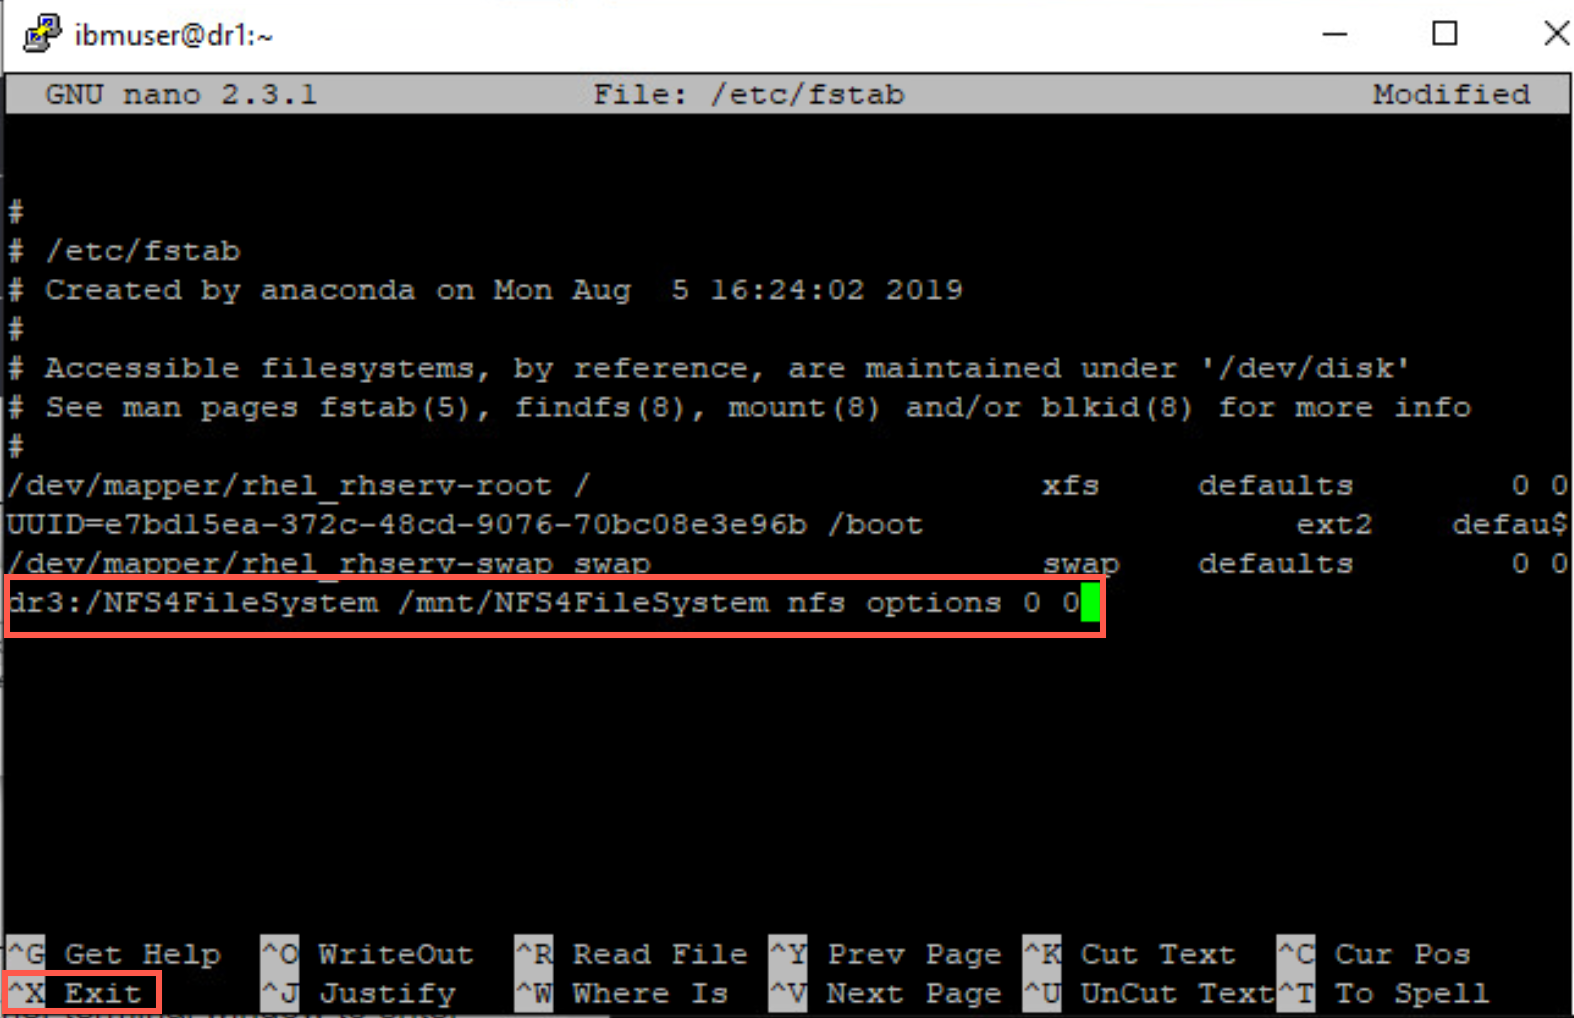 ibmuser@dr1:~
GNU nano 2.3.1 File: /etc/fstab Modified
#
# /etc/fstab
# Created by anaconda on Mon Aug  5 16:24:02 2019
#
# Accessible filesystems, by reference, are maintained under '/dev/disk'
# See man pages fstab(5), findfs(8), mount(8) and/or blkid(8) for more info
#
/dev/mapper/rhel_rhserv-root / xfs defaults 0 0
UUID=e7bd15ea-372c-48cd-9076-70bc08e3e96b /boot ext2 defau$
/dev/mapper/rhel_rhserv-swap swap swap defaults 0 0
dr3:/NFS4FileSystem /mnt/NFS4FileSystem nfs options 0 0
^G Get Help ^O WriteOut ^R Read File ^Y Prev Page ^K Cut Text ^C Cur Pos
^X Exit ^J Justify ^W Where Is ^V Next Page ^U UnCut Text ^T To Spell